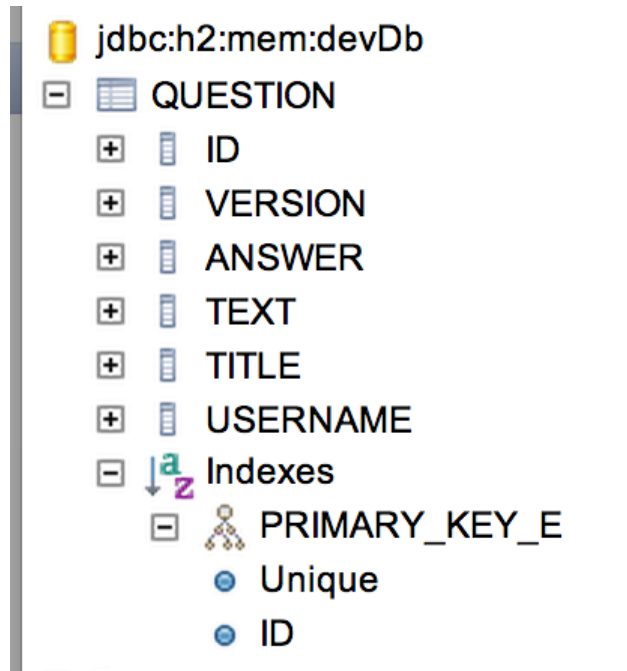 jdbc:h2:mem:devDb
QUESTION
ID
VERSION
ANSWER
TEXT
TITLE
USERNAME
Indexes
PRIMARY_KEY_E
Unique
ID